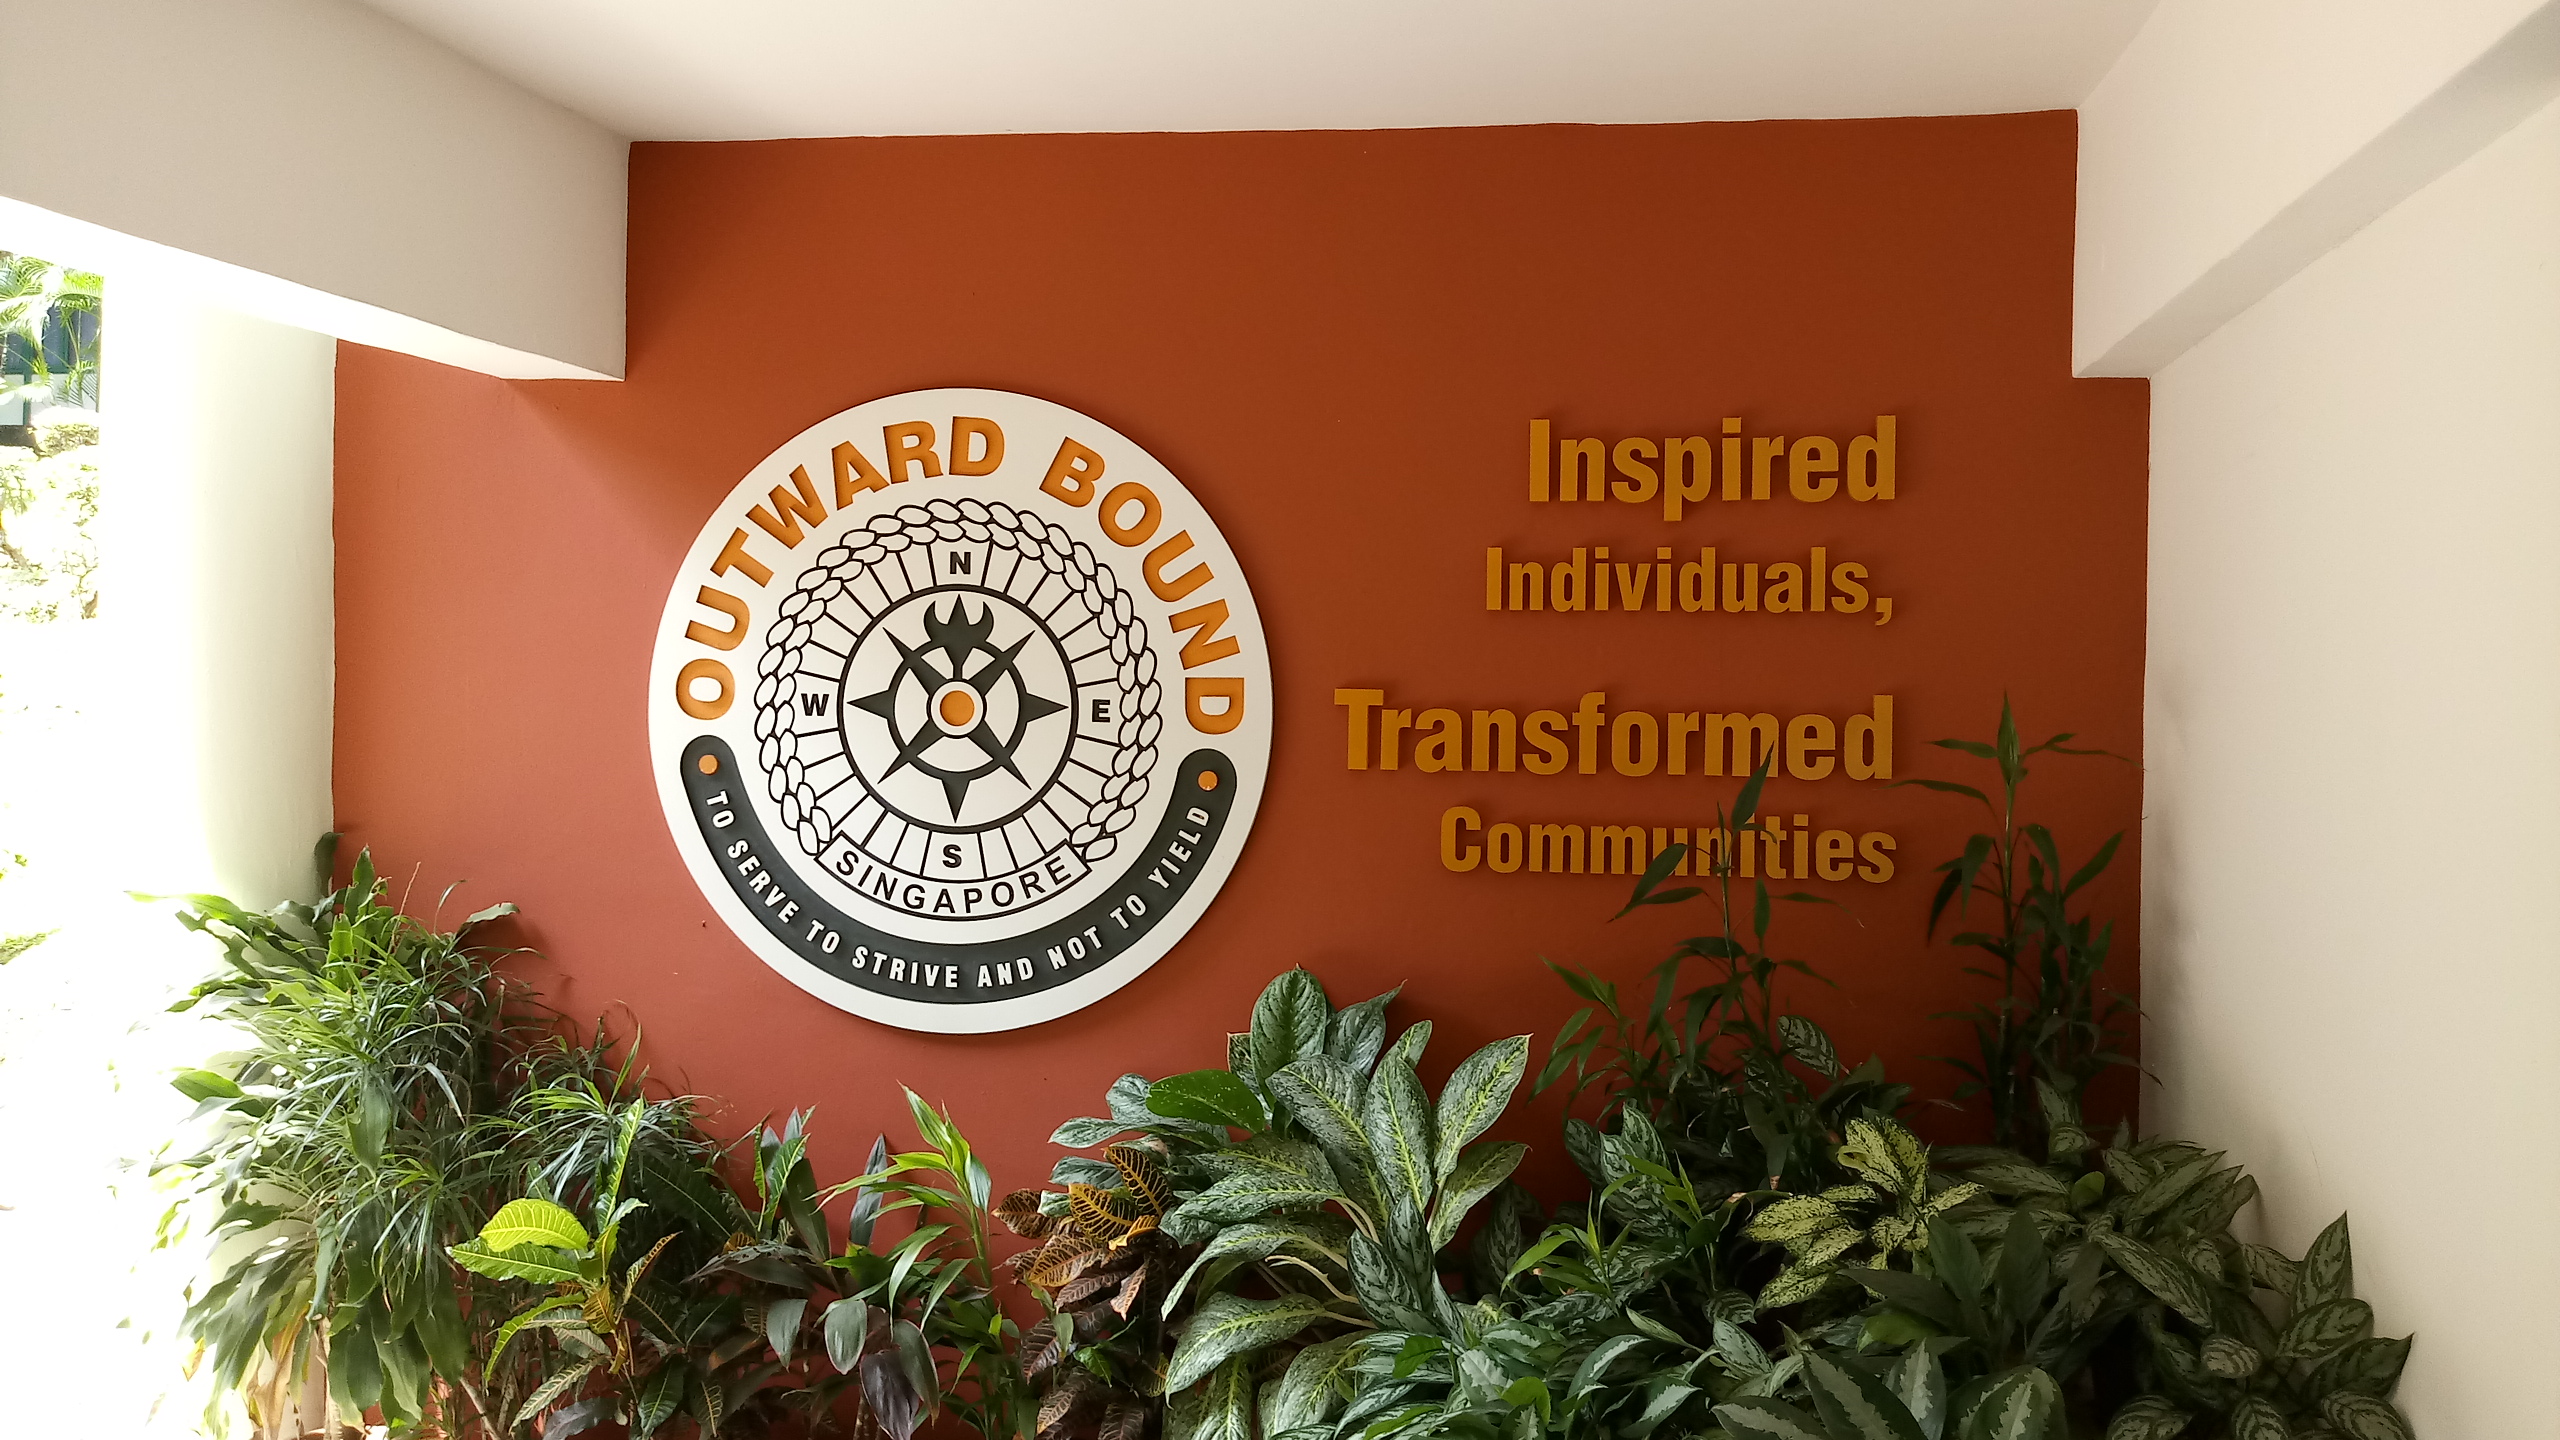 OUTWARD BOUND
N
W
E
S
SINGAPORE
TO SERVE TO STRIVE AND NOT TO YIELD
Inspired
Individuals,
Transformed
Communities